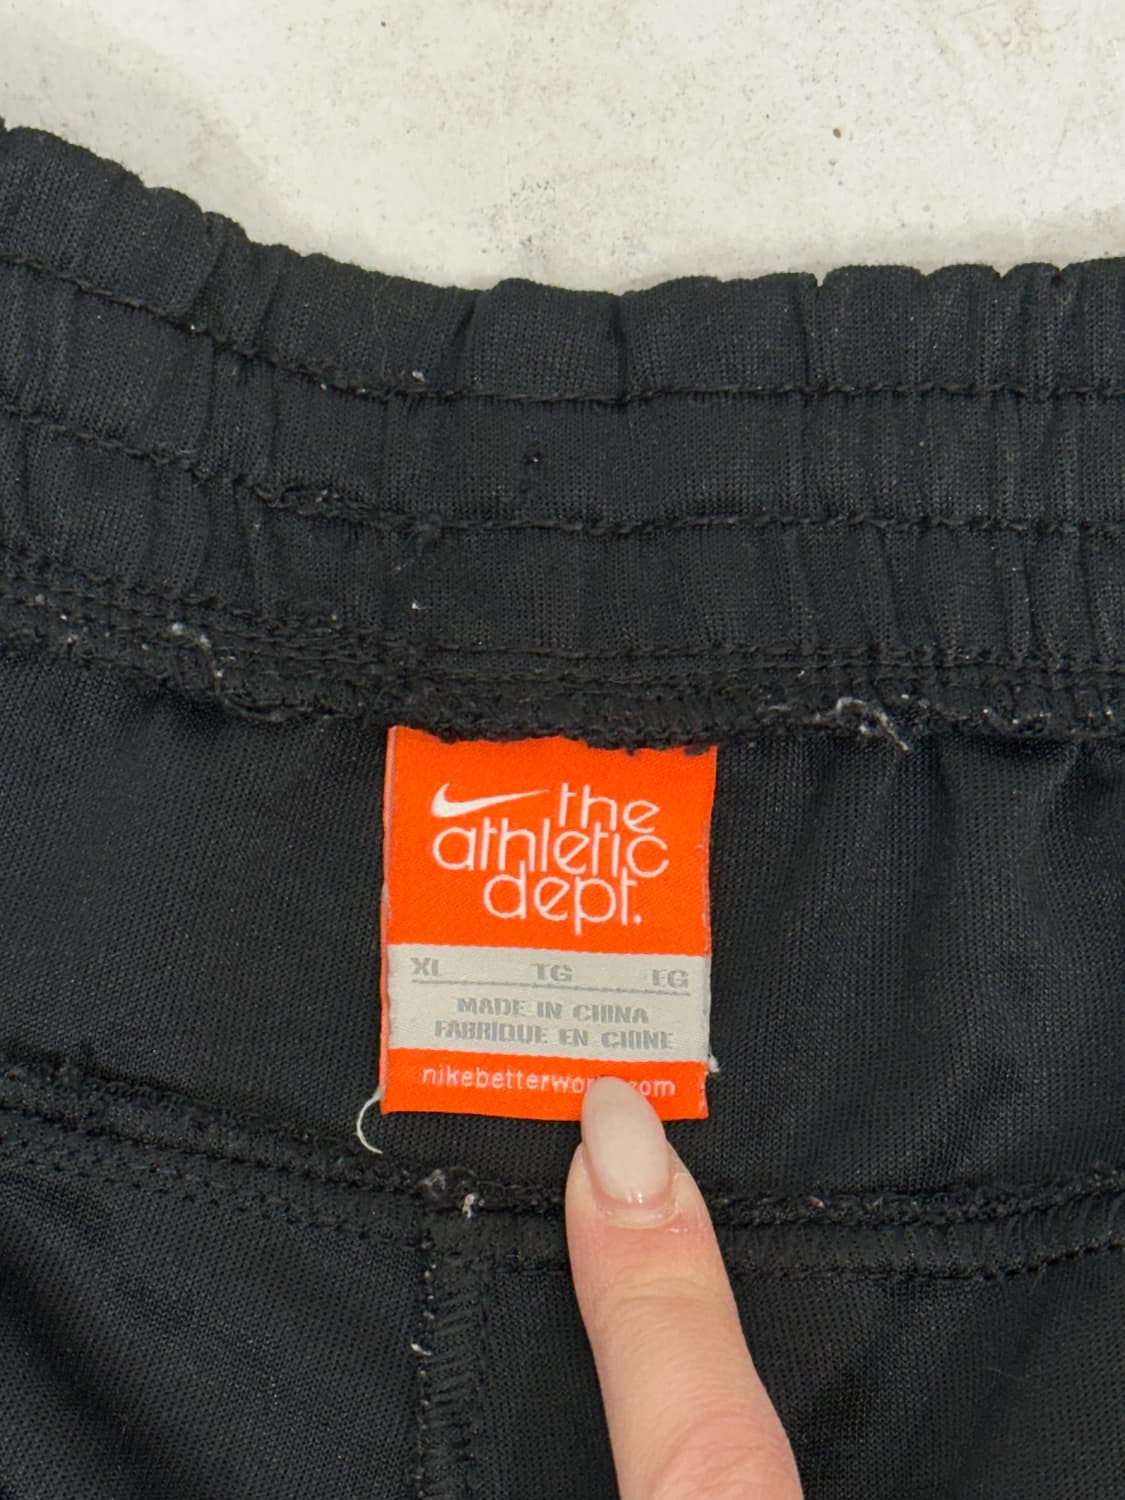 the
athletic
dept.
XL TG EG
MADE IN CHINA
FABRIQUE EN CHINE